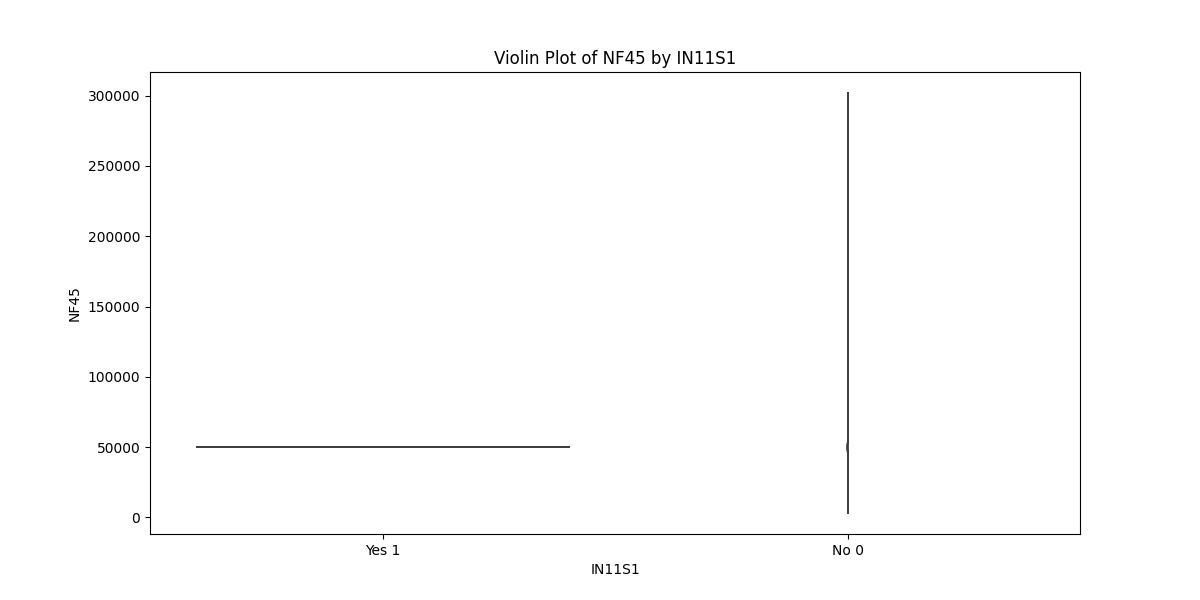 Violin Plot of NF45 by IN11S1
300000
250000
200000
150000
100000
50000
0
NF45
Yes 1
No 0
IN11S1